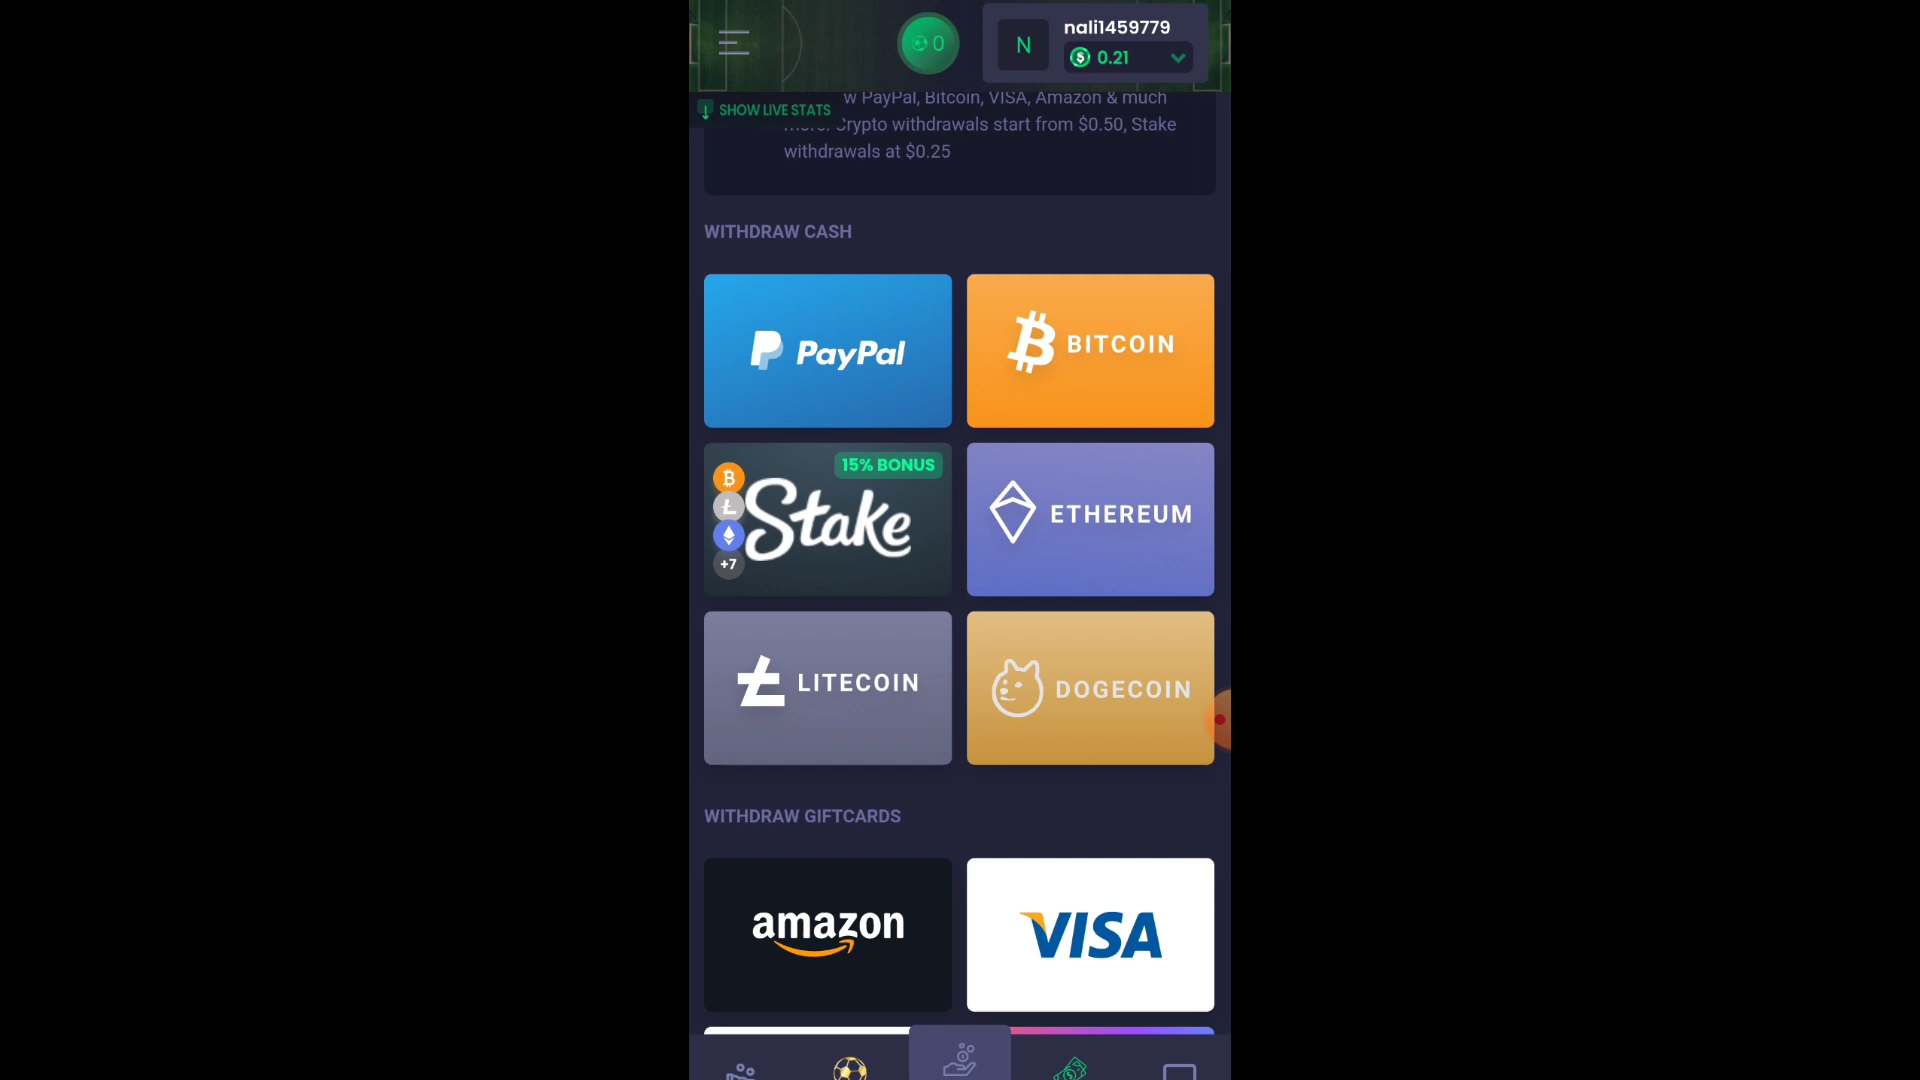 0
N
nali1459779
0.21
SHOW LIVE STATS
w PayPal, Bitcoin, VISA, Amazon & much
Crypto withdrawals start from $0.50, Stake
withdrawals at $0.25
WITHDRAW CASH
PayPal
BITCOIN
15% BONUS
Stake
+7
ETHEREUM
LITECOIN
DOGECOIN
WITHDRAW GIFTCARDS
amazon
VISA